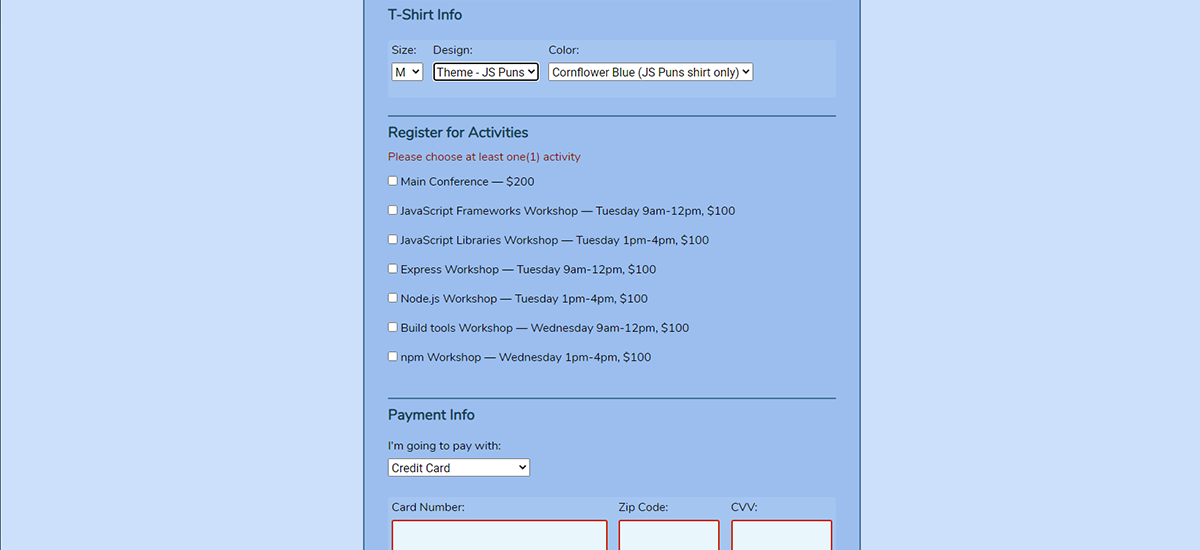 T-Shirt Info
Size: Design: Color:
M Theme - JS Puns Cornflower Blue (JS Puns shirt only)
Register for Activities
Please choose at least one(1) activity
Main Conference — $200
JavaScript Frameworks Workshop — Tuesday 9am-12pm, $100
JavaScript Libraries Workshop — Tuesday 1pm-4pm, $100
Express Workshop — Tuesday 9am-12pm, $100
Node.js Workshop — Tuesday 1pm-4pm, $100
Build tools Workshop — Wednesday 9am-12pm, $100
npm Workshop — Wednesday 1pm-4pm, $100
Payment Info
I'm going to pay with:
Credit Card
Card Number: Zip Code: CVV: